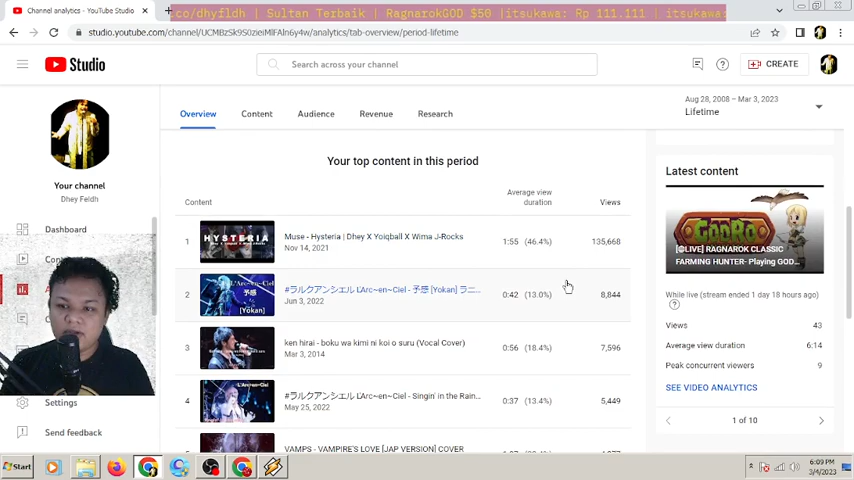 Channel analytics - YouTube Studio
co/dhyfldh | Sultan Terbaik | RagnarokGOD $50 |itsukawa: Rp 111.111 | itsukawa:
studio.youtube.com/channel/UCMBzSk9S0zieiMlFAln6y4w/analytics/tab-overview/period-lifetime
Studio
Search across your channel
CREATE
Your channel
Dhey Feldh
Dashboard
Settings
Send feedback
Overview
Content
Audience
Revenue
Research
Aug 28, 2008 – Mar 3, 2023
Lifetime
Your top content in this period
Content
Average view duration
Views
1
HYSTERIA
Muse - Hysteria | Dhey X Yoiqball X Wima J-Rocks
Nov 14, 2021
1:55 (46.4%)
135,668
2
L'Arc~en~Ciel
予感
[Yokan]
#ラルクアンシエル L'Arc~en~Ciel - 予感 [Yokan] ラニ...
Jun 3, 2022
0:42 (13.0%)
8,844
3
ken hirai - boku wa kimi ni koi o suru (Vocal Cover)
Mar 3, 2014
0:56 (18.4%)
7,596
4
#ラルクアンシエル L'Arc~en~Ciel - Singin' in the Rain...
May 25, 2022
0:37 (13.4%)
5,449
VAMPS - VAMPIRE'S LOVE [JAP VERSION] COVER
Latest content
[🔴LIVE] RAGNAROK CLASSIC
FARMING HUNTER- Playing GOD...
While live (stream ended 1 day 18 hours ago)
Views
43
Average view duration
6:14
Peak concurrent viewers
9
SEE VIDEO ANALYTICS
1 of 10
Start
6:09 PM
3/4/2023